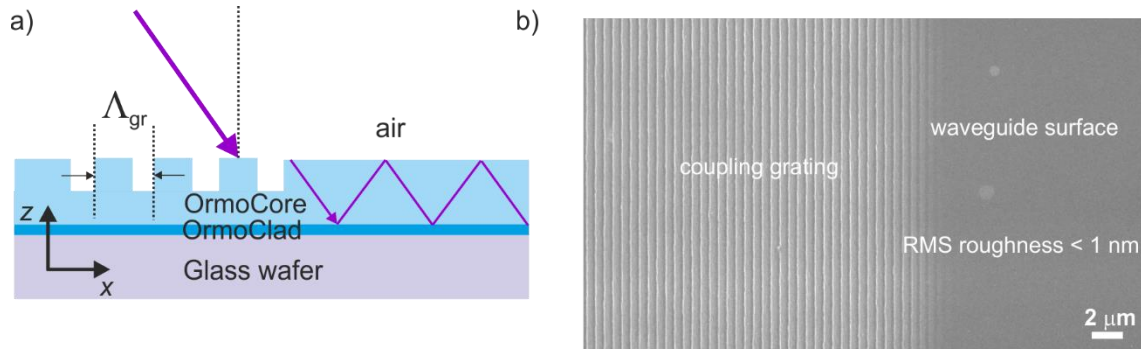 a)
Λgr
air
OrmoCore
OrmoClad
Glass wafer
z
x
b)
coupling grating
waveguide surface
RMS roughness < 1 nm
2 μm